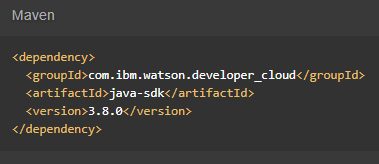 Maven
<dependency>
<groupId>com.ibm.watson.developer_cloud</groupId>
<artifactId>java-sdk</artifactId>
<version>3.8.0</version>
</dependency>